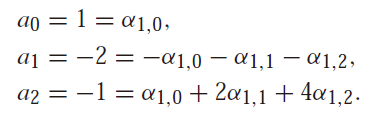 a₀ = 1 = α₁,₀,
a₁ = −2 = −α₁,₀ − α₁,₁ − α₁,₂,
a₂ = −1 = α₁,₀ + 2α₁,₁ + 4α₁,₂.